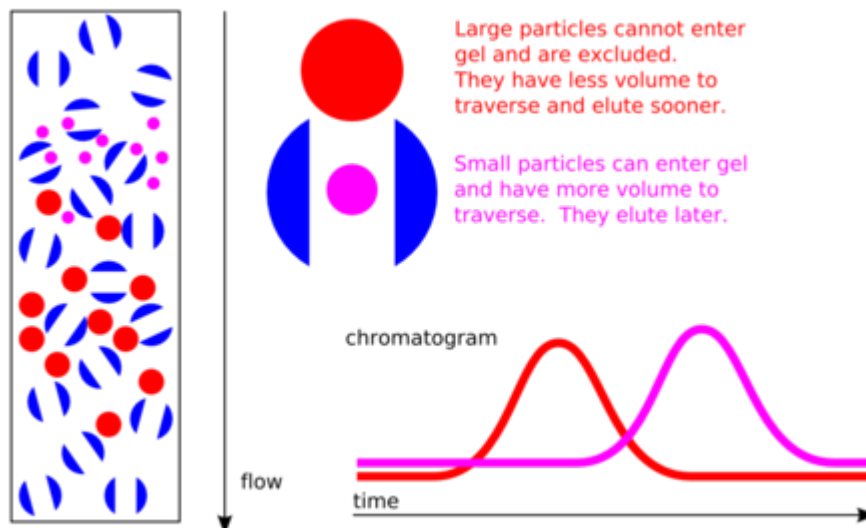 Large particles cannot enter
gel and are excluded.
They have less volume to
traverse and elute sooner.
Small particles can enter gel
and have more volume to
traverse.  They elute later.
chromatogram
flow
time